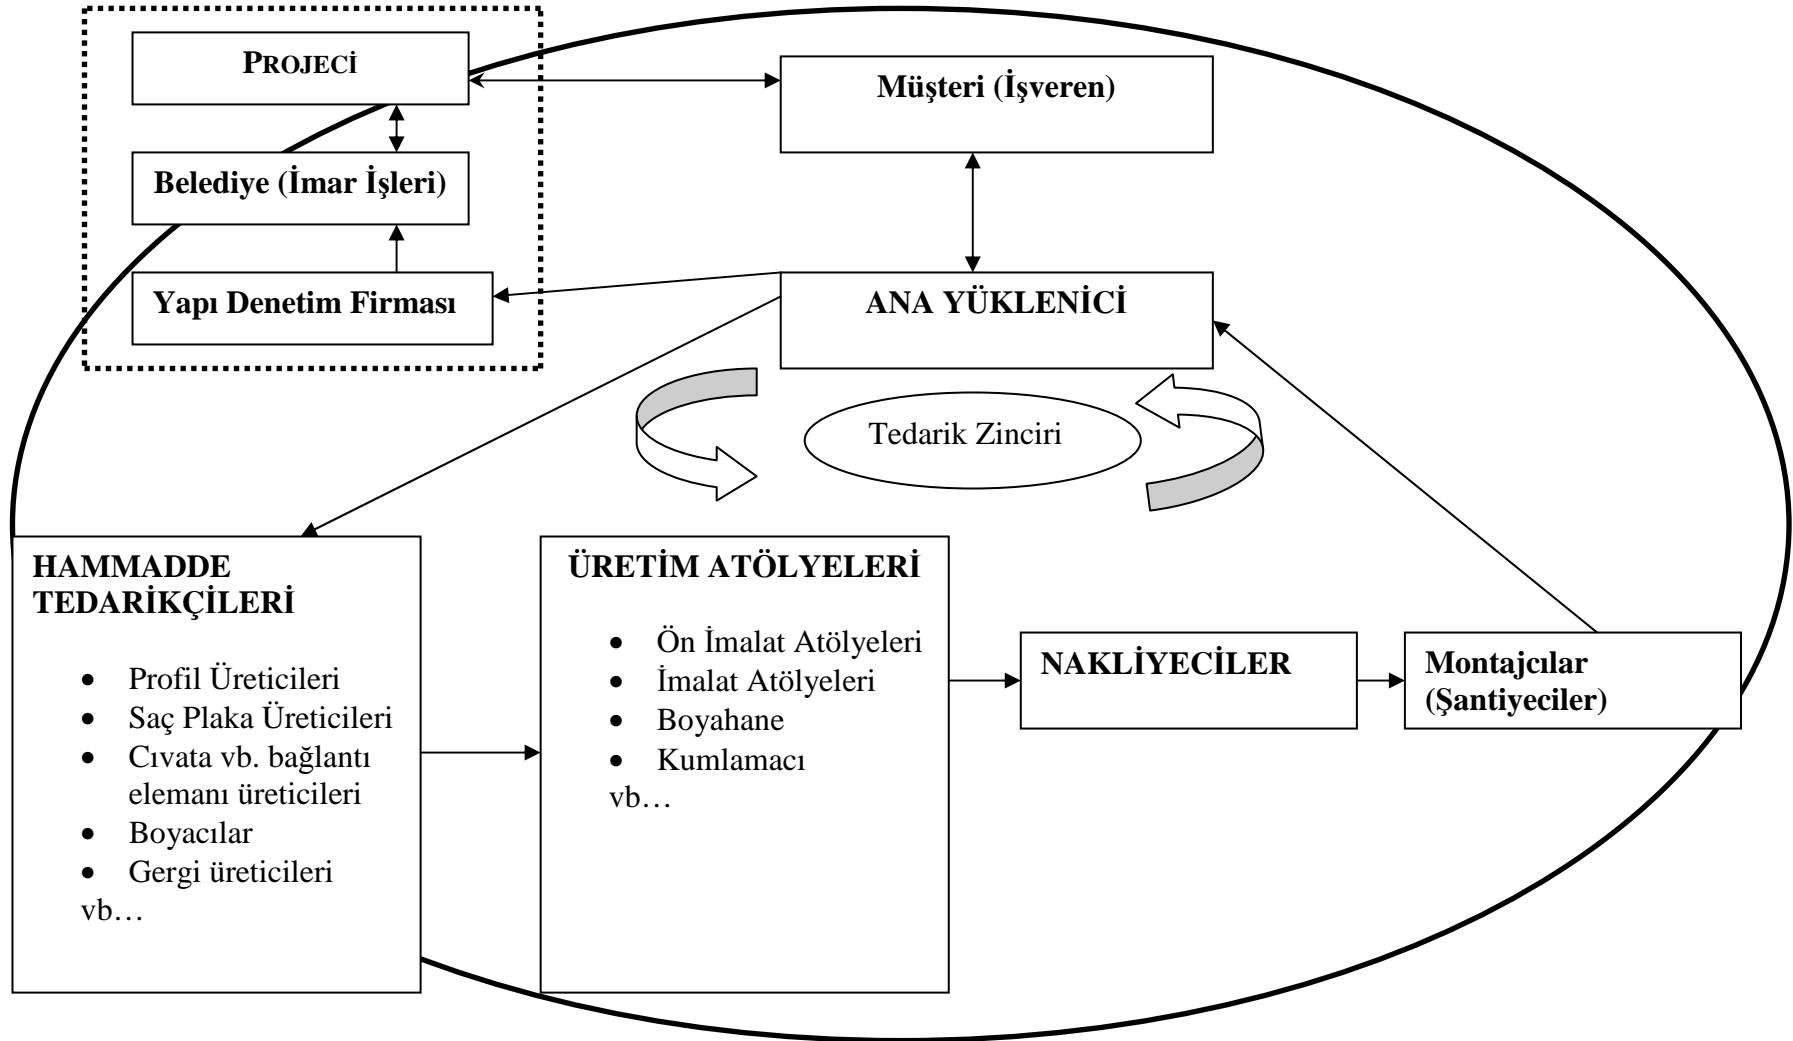 PROJECİ
Müşteri (İşveren)
Belediye (İmar İşleri)
Yapı Denetim Firması
ANA YÜKLENİCİ
Tedarik Zinciri
HAMMADDE
TEDARİKÇİLERİ
• Profil Üreticileri
• Saç Plaka Üreticileri
• Cıvata vb. bağlantı
elemanı üreticileri
• Boyacılar
• Gergi üreticileri
vb…
ÜRETİM ATÖLYELERİ
• Ön İmalat Atölyeleri
• İmalat Atölyeleri
• Boyahane
• Kumlamacı
vb…
NAKLİYECİLER
Montajcılar
(Şantiyeciler)